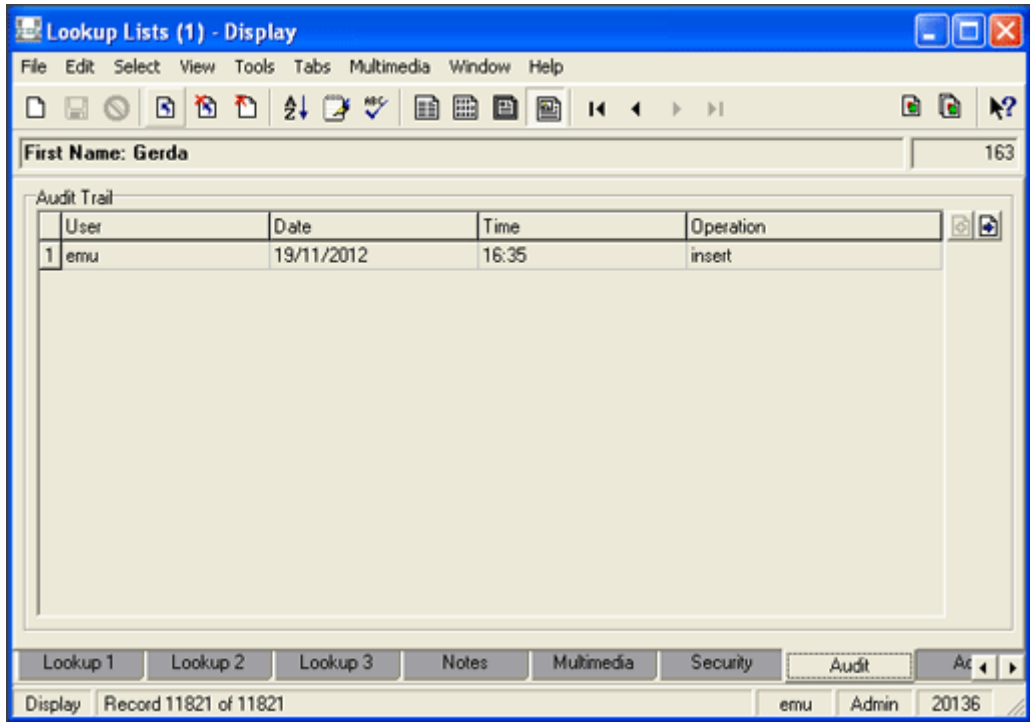 Lookup Lists (1) - Display
File Edit Select View Tools Tabs Multimedia Window Help
First Name: Gerda 163
Audit Trail
User Date Time Operation
1 emu 19/11/2012 16:35 insert
Lookup 1 Lookup 2 Lookup 3 Notes Multimedia Security Audit
Display Record 11821 of 11821 emu Admin 20136